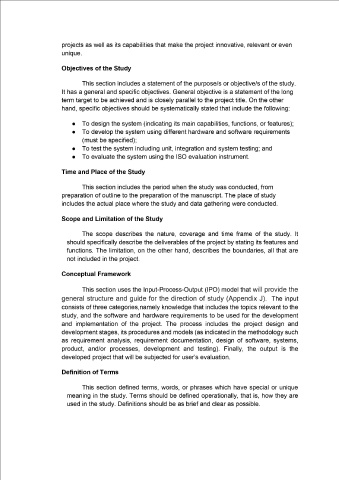 projects as well as its capabilities that make the project innovative, relevant or even
unique.
Objectives of the Study
This section includes a statement of the purpose/s or objective/s of the study.
It has a general and specific objectives. General objective is a statement of the long
term target to be achieved and is closely parallel to the project title. On the other
hand, specific objectives should be systematically stated that include the following:
● To design the system (indicating its main capabilities, functions, or features);
● To develop the system using different hardware and software requirements
(must be specified);
● To test the system including unit, integration and system testing; and
● To evaluate the system using the ISO evaluation instrument.
Time and Place of the Study
This section includes the period when the study was conducted, from
preparation of outline to the preparation of the manuscript. The place of study
includes the actual place where the study and data gathering were conducted.
Scope and Limitation of the Study
The scope describes the nature, coverage and time frame of the study. It
should specifically describe the deliverables of the project by stating its features and
functions. The limitation, on the other hand, describes the boundaries, all that are
not included in the project.
Conceptual Framework
This section uses the Input-Process-Output (IPO) model that will provide the
general structure and guide for the direction of study (Appendix J). The input
consists of three categories,namely knowledge that includes the topics relevant to the
study, and the software and hardware requirements to be used for the development
and implementation of the project. The process includes the project design and
development stages, its procedures and models (as indicated in the methodology such
as requirement analysis, requirement documentation, design of software, systems,
product, and/or processes, development and testing). Finally, the output is the
developed project that will be subjected for user's evaluation.
Definition of Terms
This section defined terms, words, or phrases which have special or unique
meaning in the study. Terms should be defined operationally, that is, how they are
used in the study. Definitions should be as brief and clear as possible.